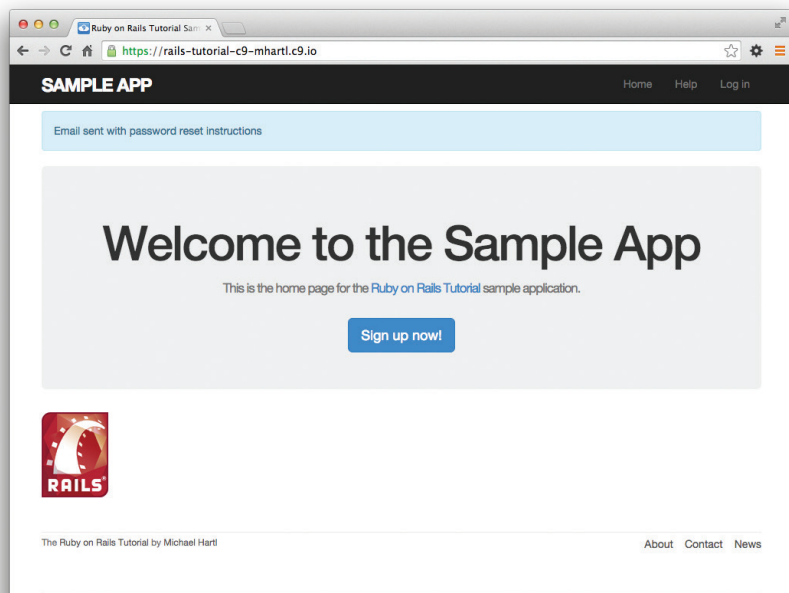 Ruby on Rails Tutorial Sam
https://rails-tutorial-c9-mhartl.c9.io
SAMPLE APP
Home Help Log in
Email sent with password reset instructions
Welcome to the Sample App
This is the home page for the Ruby on Rails Tutorial sample application.
Sign up now!
RAILS
The Ruby on Rails Tutorial by Michael Hartl
About Contact News